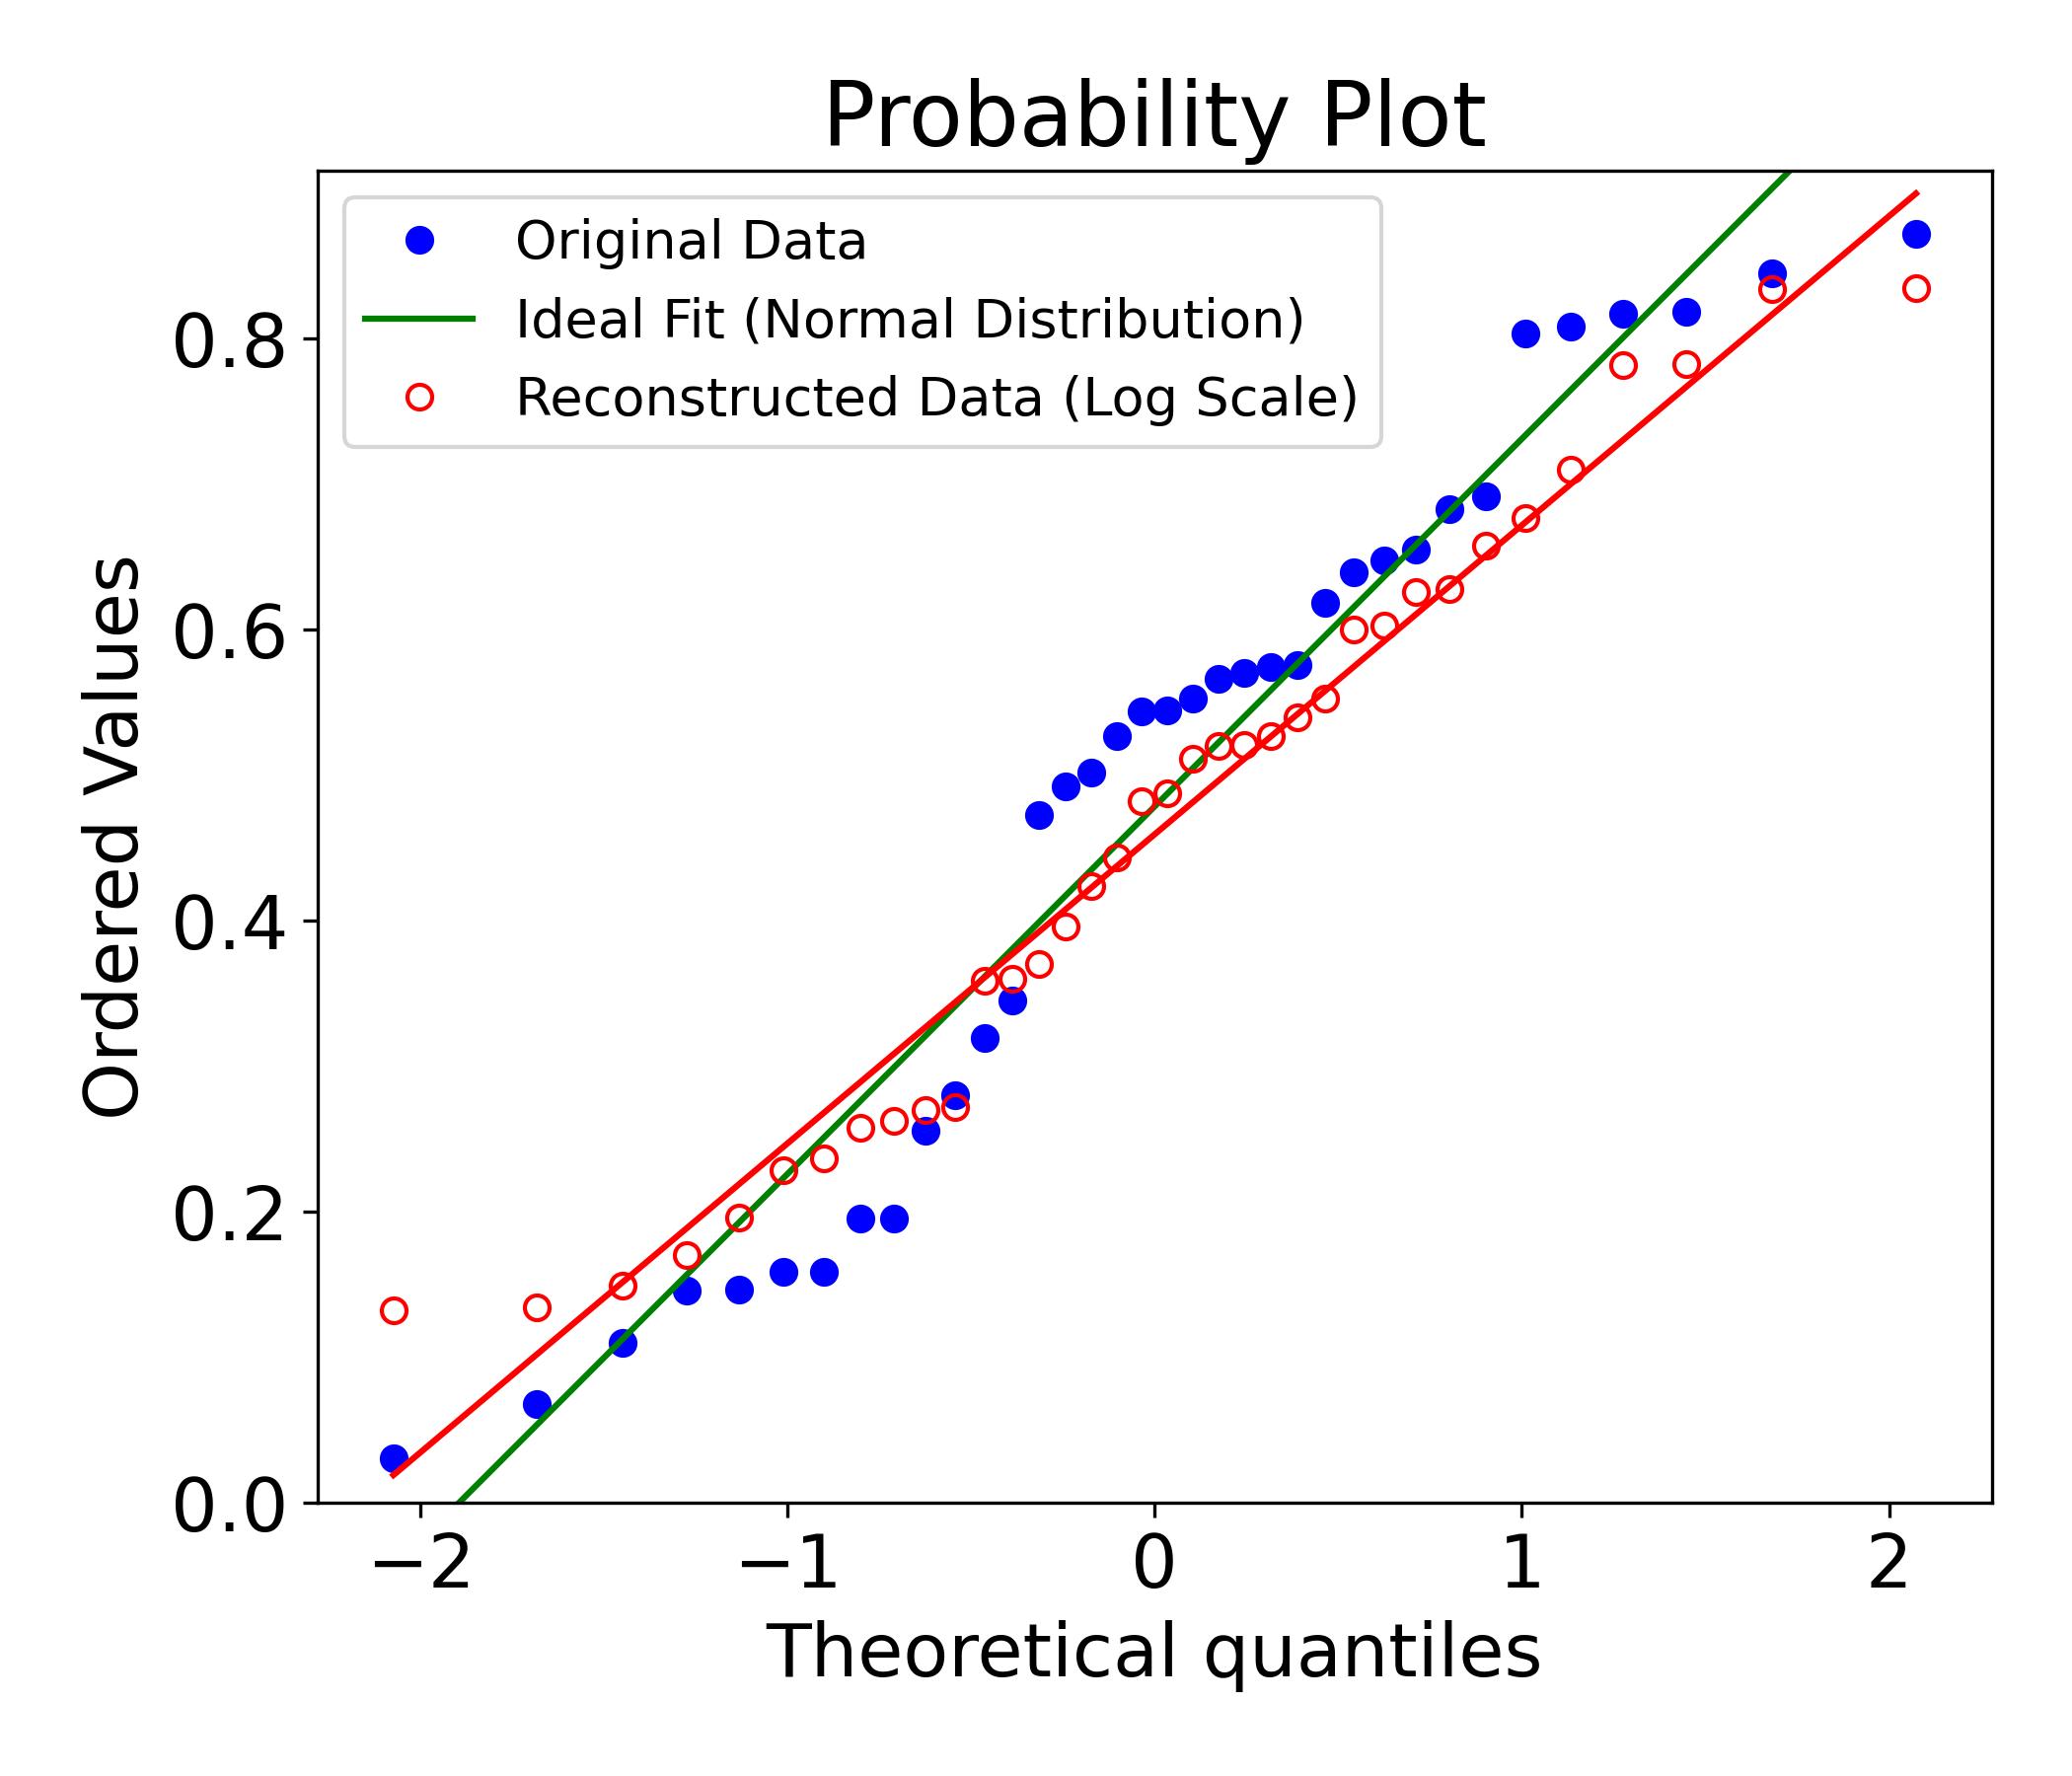 Probability Plot
Original Data
Ideal Fit (Normal Distribution)
Reconstructed Data (Log Scale)
Ordered Values
0.8
0.6
0.4
0.2
0.0
−2 −1 0 1 2
Theoretical quantiles